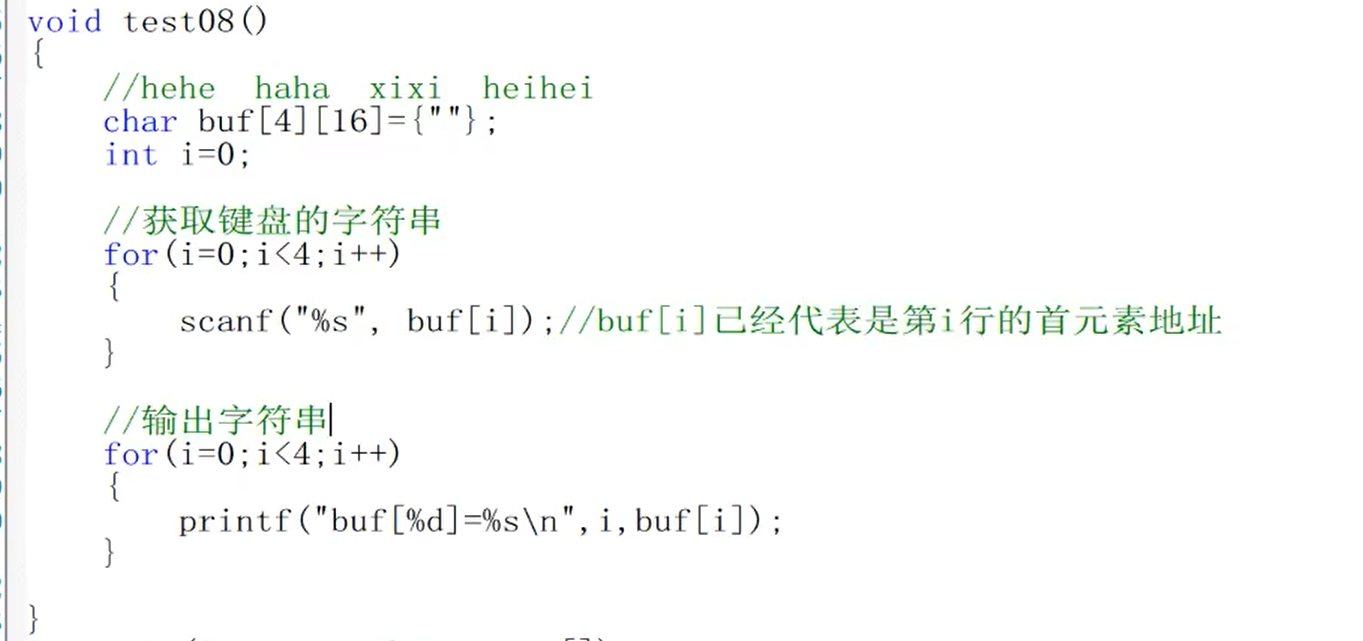 void test08()
{
//hehe haha xixi heihei
char buf[4][16]={""};
int i=0;
//获取键盘的字符串
for(i=0;i<4;i++)
{
scanf("%s", buf[i]);//buf[i]已经代表是第i行的首元素地址
}
//输出字符串
for(i=0;i<4;i++)
{
printf("buf[%d]=%s\n",i,buf[i]);
}
}